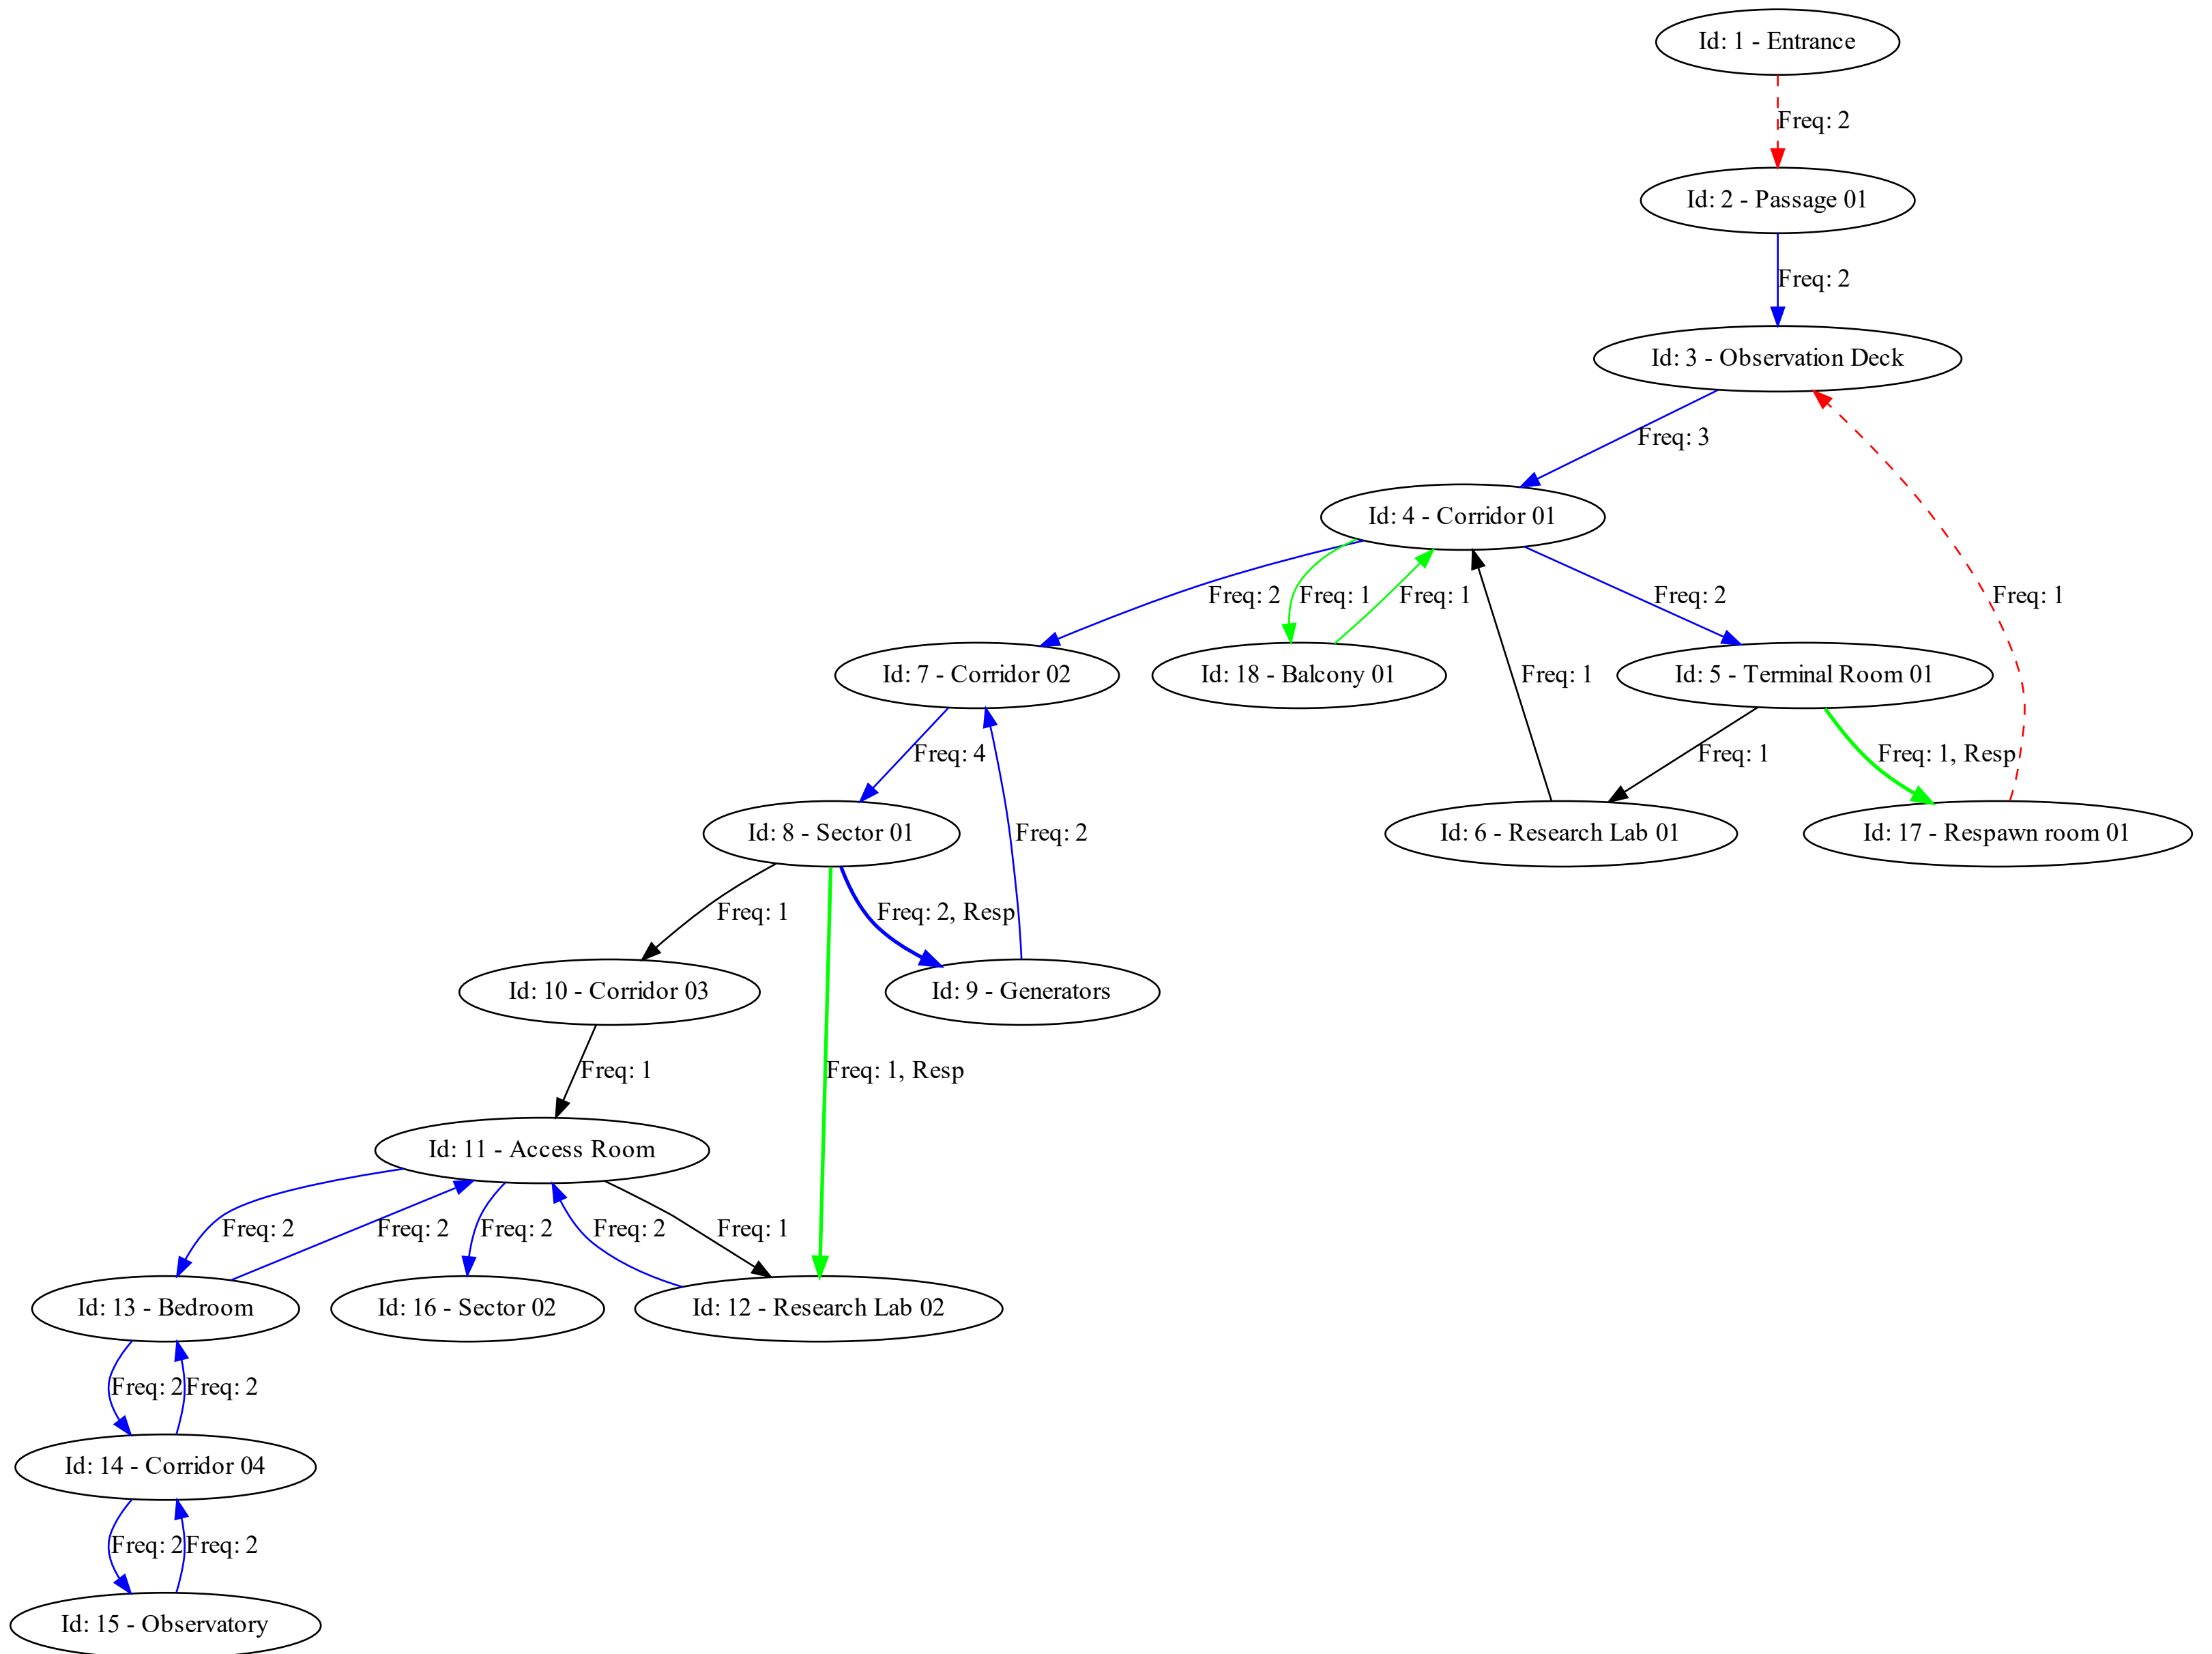 Id: 1 - Entrance
Freq: 2
Id: 2 - Passage 01
Freq: 2
Id: 3 - Observation Deck
Freq: 3
Id: 4 - Corridor 01
Freq: 2
Freq: 1
Freq: 1
Freq: 2
Freq: 1
Id: 7 - Corridor 02
Id: 18 - Balcony 01
Id: 5 - Terminal Room 01
Freq: 1
Freq: 4
Freq: 1
Freq: 1, Resp
Id: 8 - Sector 01
Freq: 2
Id: 6 - Research Lab 01
Id: 17 - Respawn room 01
Freq: 1
Freq: 2, Resp
Id: 10 - Corridor 03
Id: 9 - Generators
Freq: 1
Freq: 1, Resp
Id: 11 - Access Room
Freq: 2
Freq: 2
Freq: 2
Freq: 2
Freq: 1
Id: 13 - Bedroom
Id: 16 - Sector 02
Id: 12 - Research Lab 02
Freq: 2
Freq: 2
Id: 14 - Corridor 04
Freq: 2
Freq: 2
Id: 15 - Observatory